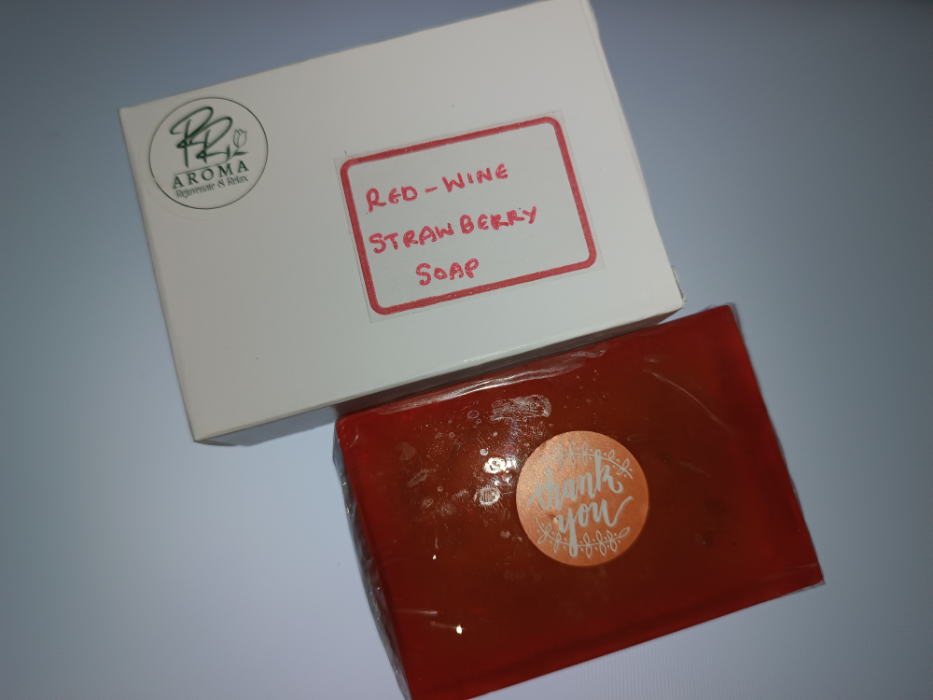 RR
AROMA
Rejuvenate & Relax
RED-WINE
STRAWBERRY
SOAP
thank
you